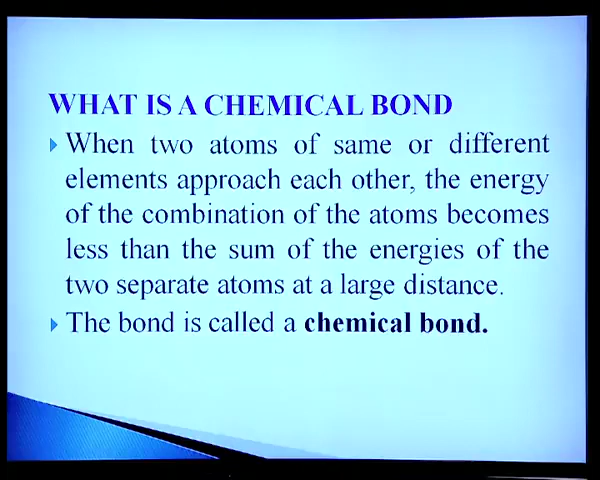 WHAT IS A CHEMICAL BOND
When two atoms of same or different
elements approach each other, the energy
of the combination of the atoms becomes
less than the sum of the energies of the
two separate atoms at a large distance.
The bond is called a chemical bond.